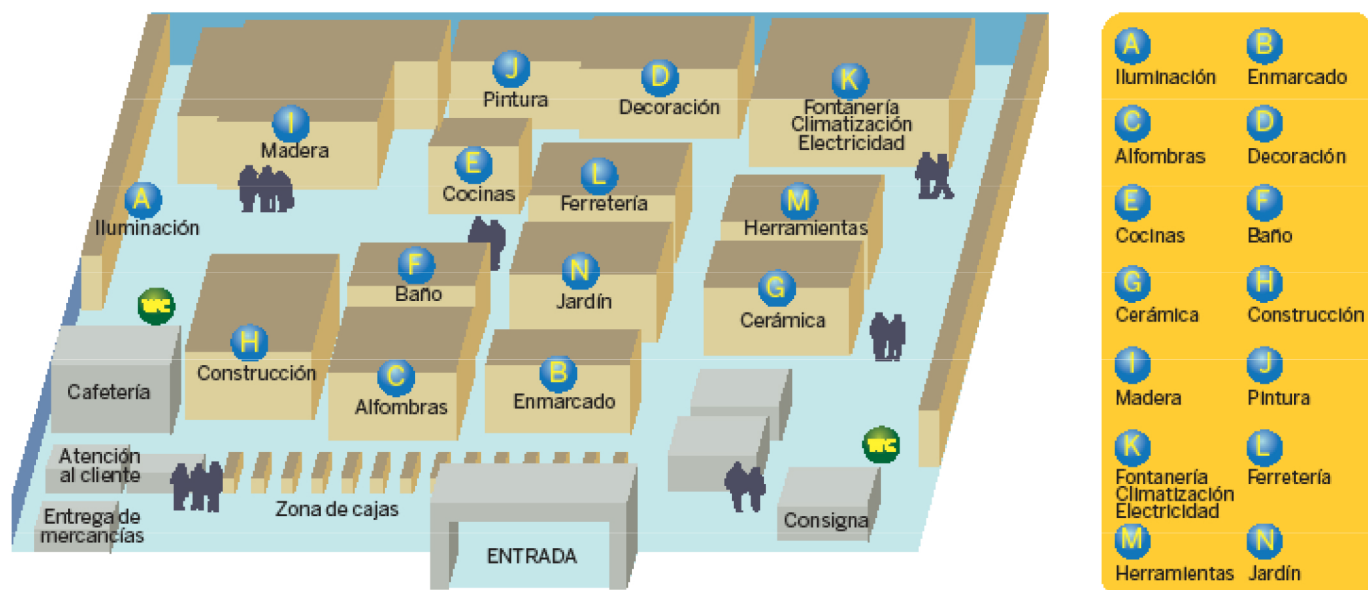 J
Pintura
D
Decoración
K
Fontanería
Climatización
Electricidad
I
Madera
E
Cocinas
L
Ferretería
M
Herramientas
A
Iluminación
F
Baño
N
Jardín
G
Cerámica
WC
H
Construcción
C
Alfombras
B
Enmarcado
Cafetería
WC
Atención
al cliente
Zona de cajas
Entrega de
mercancías
Consigna
ENTRADA
A
Iluminación
B
Enmarcado
C
Alfombras
D
Decoración
E
Cocinas
F
Baño
G
Cerámica
H
Construcción
I
Madera
J
Pintura
K
Fontanería
Climatización
Electricidad
L
Ferretería
M
Herramientas
N
Jardín